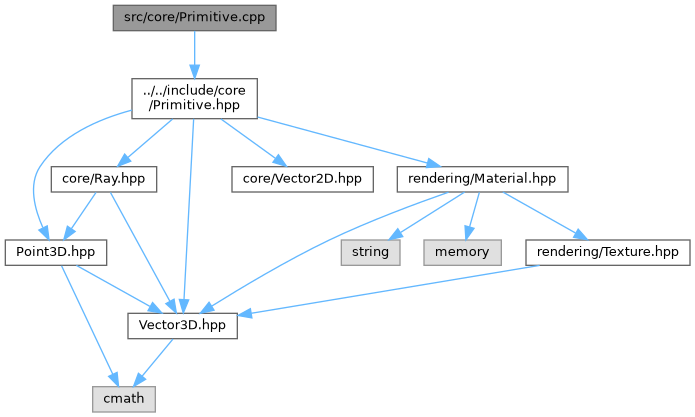 src/core/Primitive.cpp
../../include/core
/Primitive.hpp
core/Ray.hpp
core/Vector2D.hpp
rendering/Material.hpp
Point3D.hpp
string
memory
rendering/Texture.hpp
Vector3D.hpp
cmath